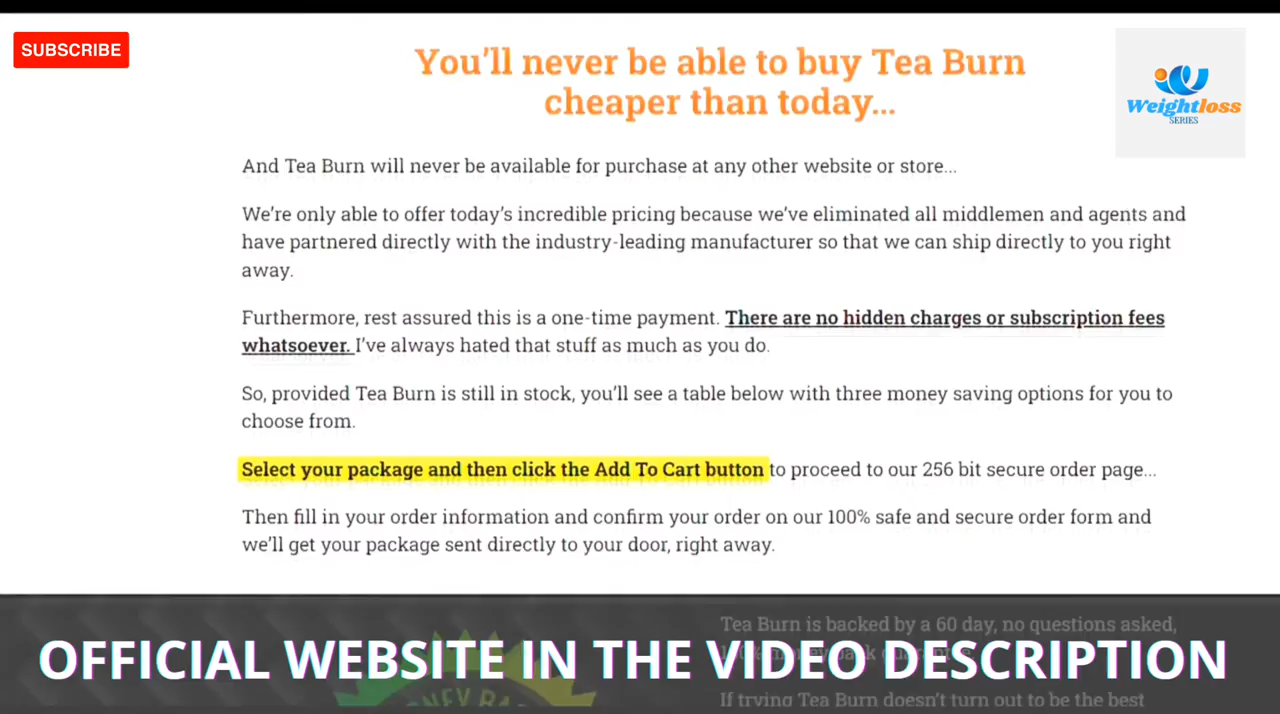 SUBSCRIBE
You'll never be able to buy Tea Burn
cheaper than today...
Weightloss
SERIES
And Tea Burn will never be available for purchase at any other website or store...
We're only able to offer today's incredible pricing because we've eliminated all middlemen and agents and
have partnered directly with the industry-leading manufacturer so that we can ship directly to you right
away.
Furthermore, rest assured this is a one-time payment. There are no hidden charges or subscription fees
whatsoever. I've always hated that stuff as much as you do.
So, provided Tea Burn is still in stock, you'll see a table below with three money saving options for you to
choose from.
Select your package and then click the Add To Cart button to proceed to our 256 bit secure order page...
Then fill in your order information and confirm your order on our 100% safe and secure order form and
we'll get your package sent directly to your door, right away.
Tea Burn is backed by a 60 day, no questions asked,
OFFICIAL WEBSITE IN THE VIDEO DESCRIPTION
If trying Tea Burn doesn't turn out to be the best